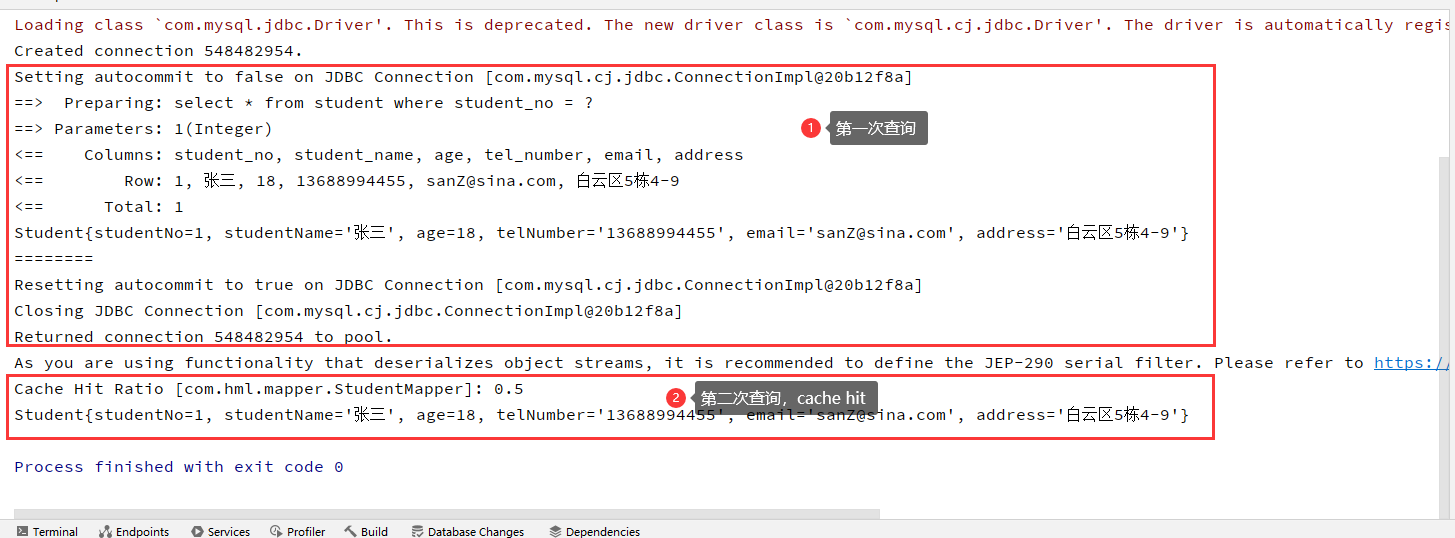 Loading class `com.mysql.jdbc.Driver'. This is deprecated. The new driver class is `com.mysql.cj.jdbc.Driver'. The driver is automatically regis
Created connection 548482954.
Setting autocommit to false on JDBC Connection [com.mysql.cj.jdbc.ConnectionImpl@20b12f8a]
==>  Preparing: select * from student where student_no = ?
==> Parameters: 1(Integer)
1 第一次查询
<==    Columns: student_no, student_name, age, tel_number, email, address
<==        Row: 1, 张三, 18, 13688994455, sanZ@sina.com, 白云区5栋4-9
<==      Total: 1
Student{studentNo=1, studentName='张三', age=18, telNumber='13688994455', email='sanZ@sina.com', address='白云区5栋4-9'}
========
Resetting autocommit to true on JDBC Connection [com.mysql.cj.jdbc.ConnectionImpl@20b12f8a]
Closing JDBC Connection [com.mysql.cj.jdbc.ConnectionImpl@20b12f8a]
Returned connection 548482954 to pool.
As you are using functionality that deserializes object streams, it is recommended to define the JEP-290 serial filter. Please refer to https://
Cache Hit Ratio [com.hml.mapper.StudentMapper]: 0.5
2 第二次查询，cache hit
Student{studentNo=1, studentName='张三', age=18, telNumber='13688994455', email='sanZ@sina.com', address='白云区5栋4-9'}
Process finished with exit code 0
Terminal Endpoints Services Profiler Build Database Changes Dependencies